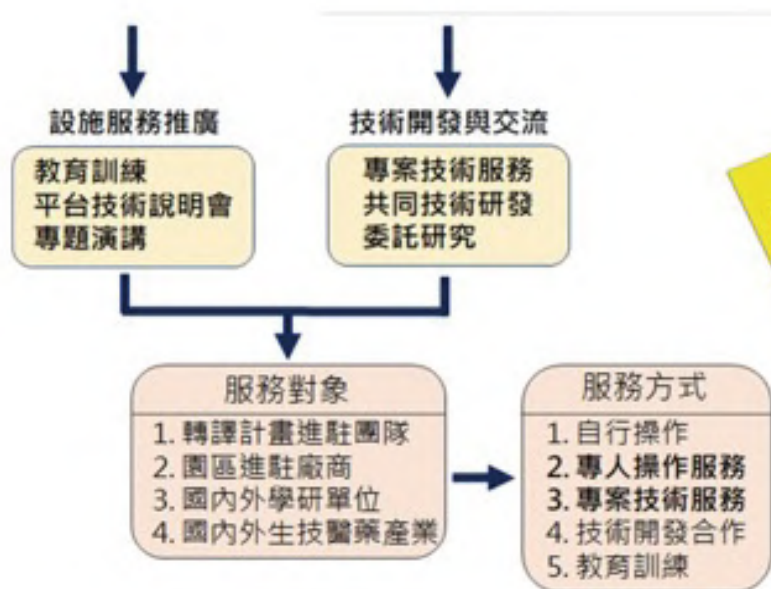 設施服務推廣
教育訓練
平台技術說明會
專題演講
技術開發與交流
專案技術服務
共同技術研發
委託研究
服務對象
1. 轉譯計畫進駐團隊
2. 園區進駐廠商
3. 國內外學研單位
4. 國內外生技醫藥產業
服務方式
1. 自行操作
2. 專人操作服務
3. 專案技術服務
4. 技術開發合作
5. 教育訓練